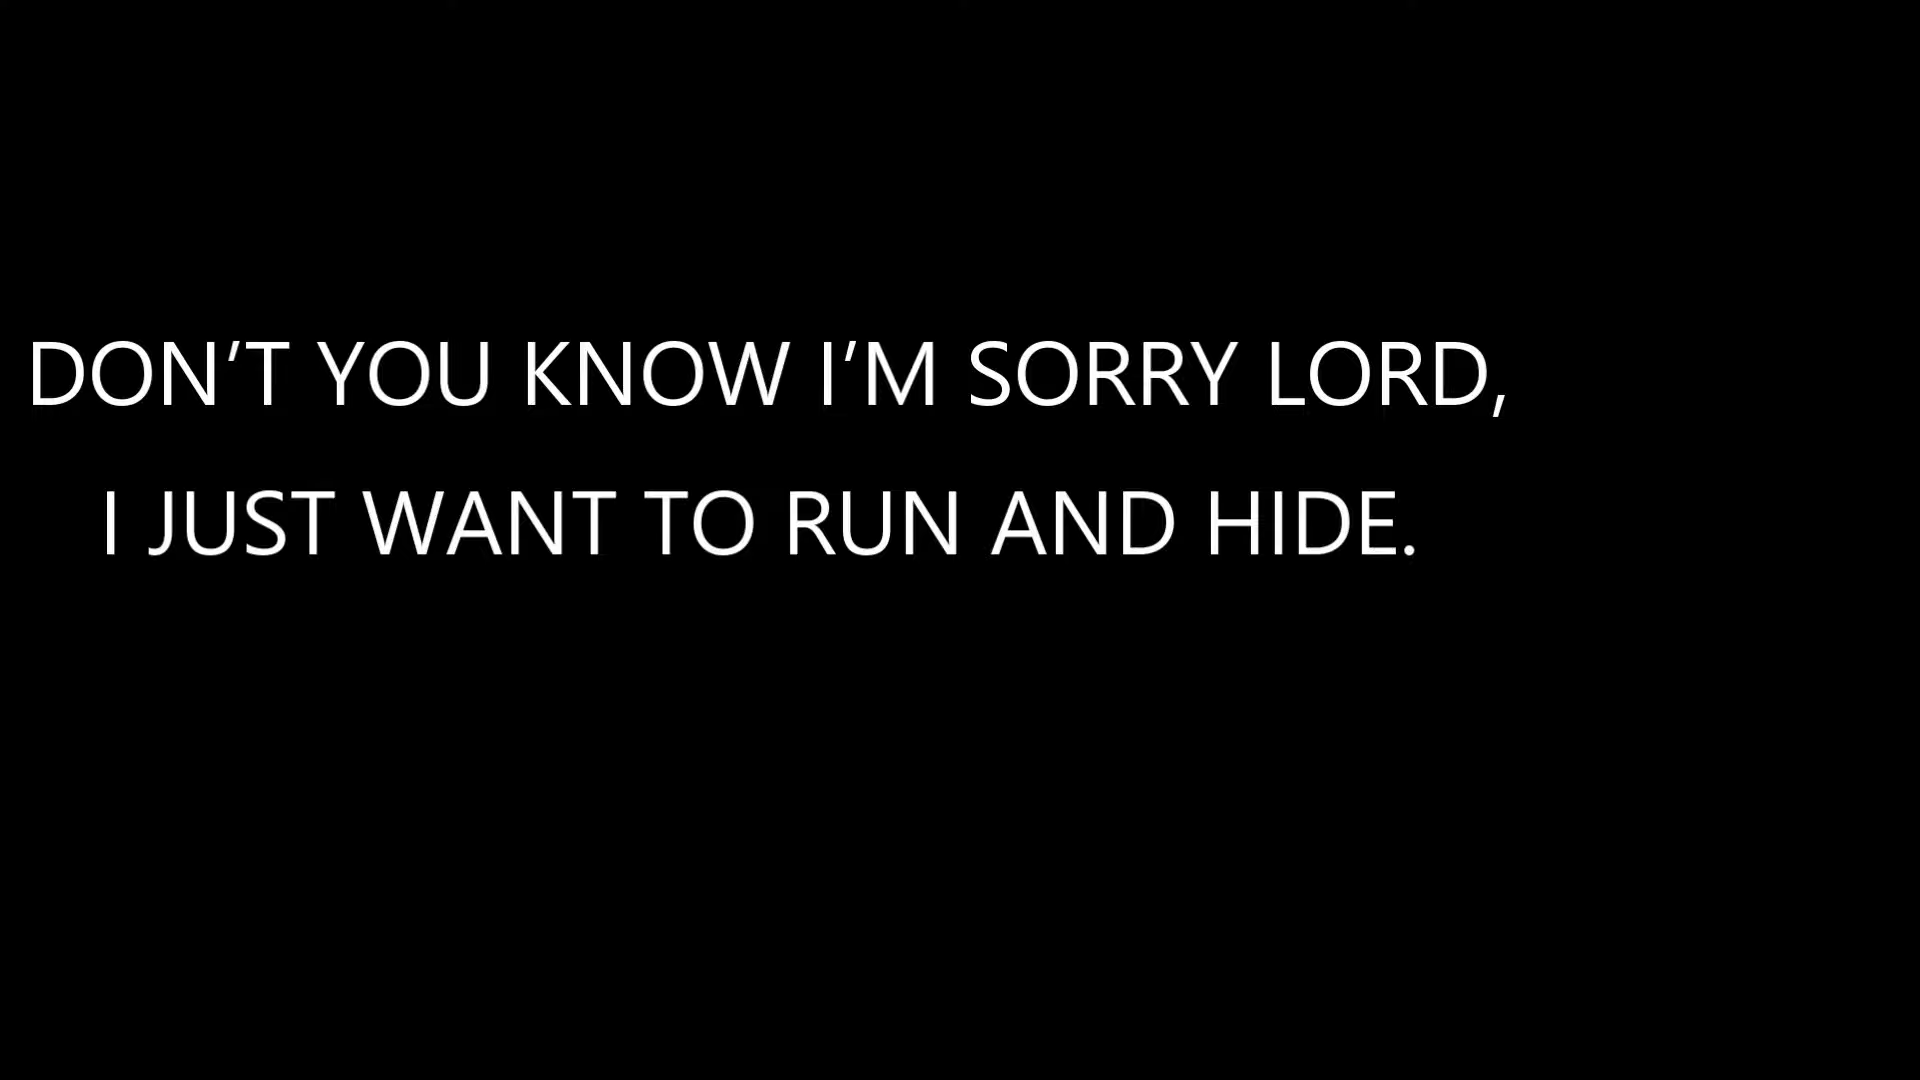 DON’T YOU KNOW I’M SORRY LORD,
I JUST WANT TO RUN AND HIDE.